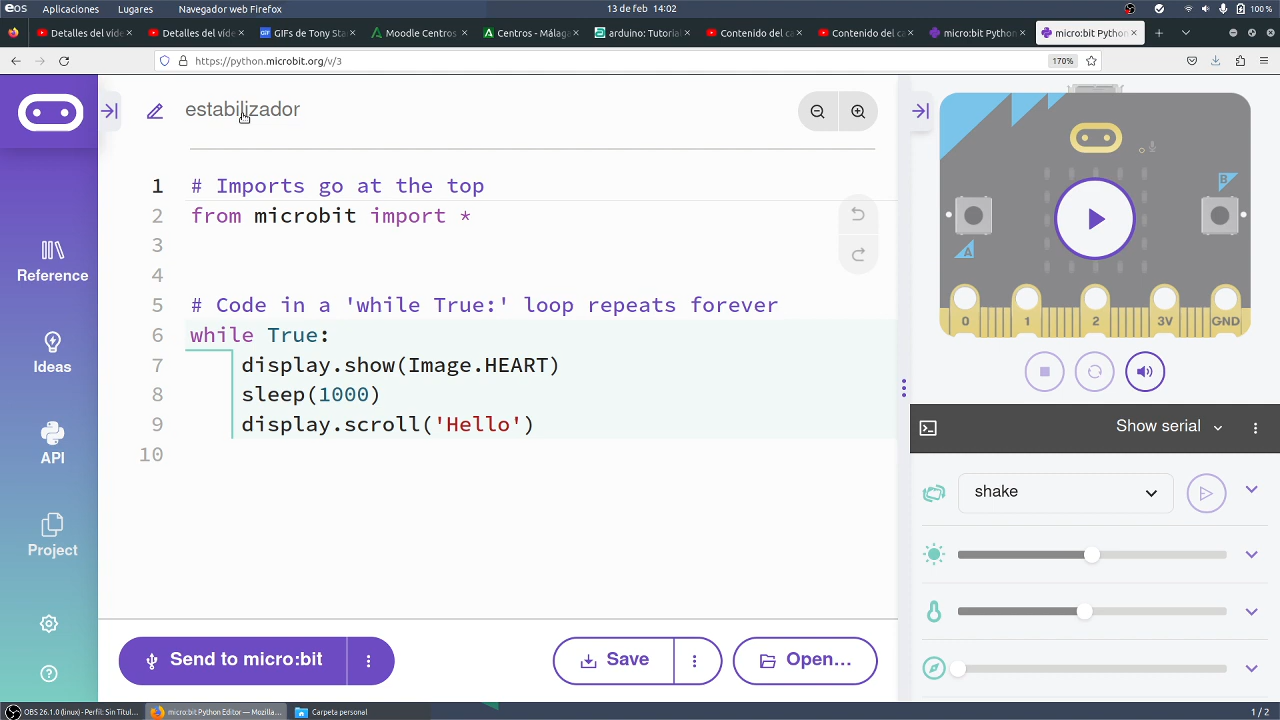 eos Aplicaciones Lugares Navegador web Firefox 13 de feb 14:02 100 %
Detalles del víde Detalles del víde GIFs de Tony S Moodle Centros Centros - Málaga arduino: Tutorial Contenido del ca Contenido del ca micro:bit Python micro:bit Python
https://python.microbit.org/v/3 170%
estabilizador
1 # Imports go at the top
2 from microbit import *
3
4
5 # Code in a 'while True:' loop repeats forever
6 while True:
7 display.show(Image.HEART)
8 sleep(1000)
9 display.scroll('Hello')
10
Reference
Ideas
API
Project
Send to micro:bit
Save
Open...
A
B
0 1 2 3V GND
Show serial
shake
OBS 26.1.0 (linux) - Perfil: Sin Titul... micro:bit Python Editor — Mozilla... Carpeta personal 1 / 2